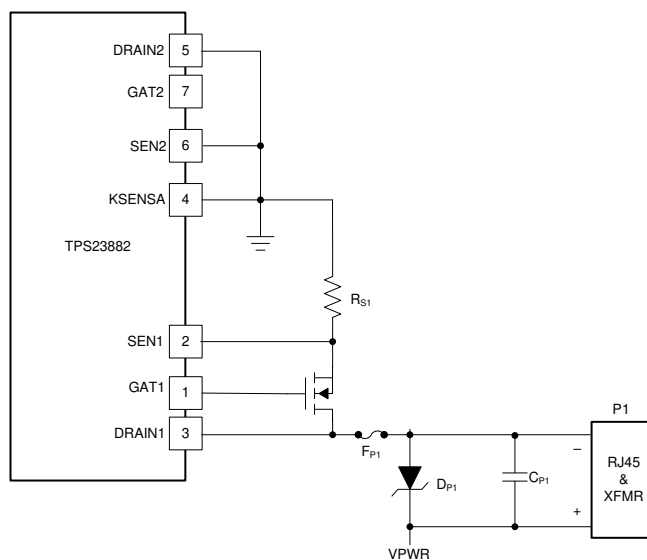 DRAIN2 5
GAT2 7
SEN2 6
KSENSA 4
TPS23882
RS1
SEN1 2
GAT1 1
DRAIN1 3
FP1
DP1
CP1
P1
–
RJ45
&
XFMR
+
VPWR